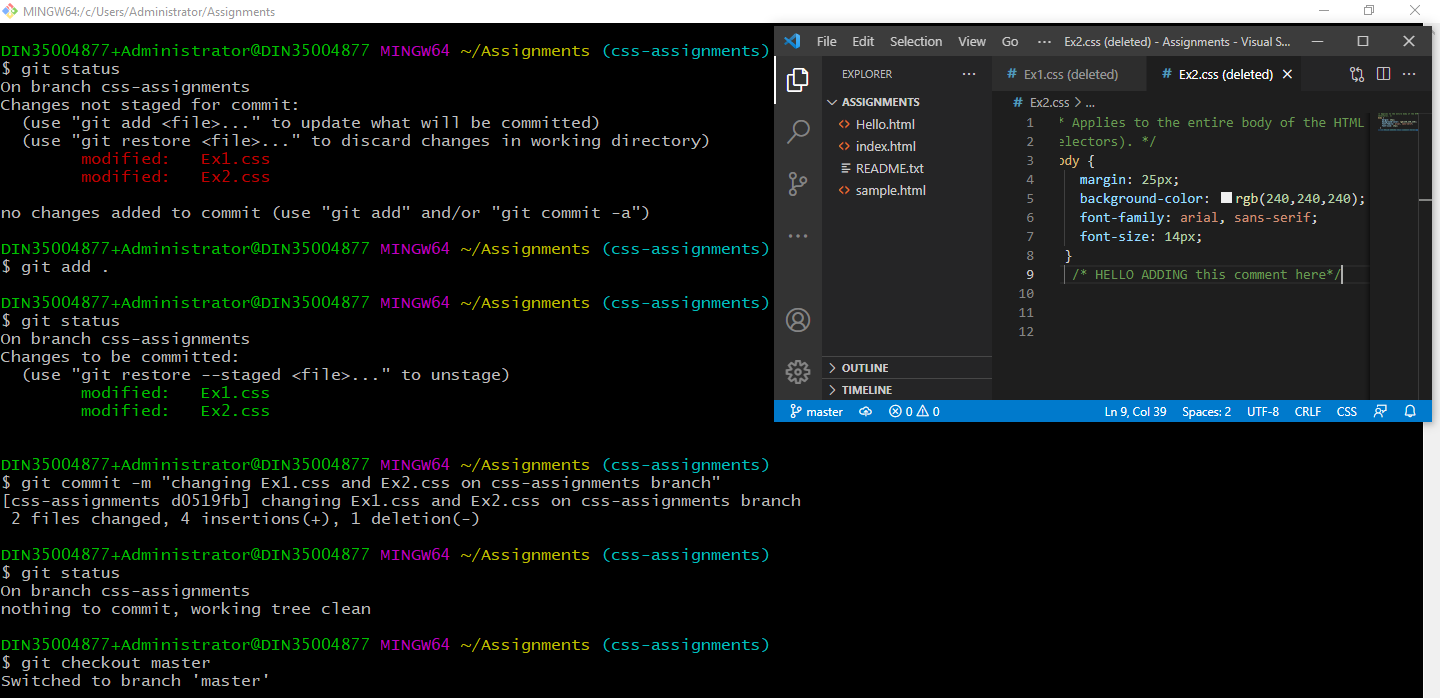 MINGW64:/c/Users/Administrator/Assignments
DIN35004877+Administrator@DIN35004877 MINGW64 ~/Assignments (css-assignments)
$ git status
On branch css-assignments
Changes not staged for commit:
  (use "git add <file>..." to update what will be committed)
  (use "git restore <file>..." to discard changes in working directory)
        modified:   Ex1.css
        modified:   Ex2.css
no changes added to commit (use "git add" and/or "git commit -a")
DIN35004877+Administrator@DIN35004877 MINGW64 ~/Assignments (css-assignments)
$ git add .
DIN35004877+Administrator@DIN35004877 MINGW64 ~/Assignments (css-assignments)
$ git status
On branch css-assignments
Changes to be committed:
  (use "git restore --staged <file>..." to unstage)
        modified:   Ex1.css
        modified:   Ex2.css
DIN35004877+Administrator@DIN35004877 MINGW64 ~/Assignments (css-assignments)
$ git commit -m "changing Ex1.css and Ex2.css on css-assignments branch"
[css-assignments d0519fb] changing Ex1.css and Ex2.css on css-assignments branch
 2 files changed, 4 insertions(+), 1 deletion(-)
DIN35004877+Administrator@DIN35004877 MINGW64 ~/Assignments (css-assignments)
$ git status
On branch css-assignments
nothing to commit, working tree clean
DIN35004877+Administrator@DIN35004877 MINGW64 ~/Assignments (css-assignments)
$ git checkout master
Switched to branch 'master'
File Edit Selection View Go ··· Ex2.css (deleted) - Assignments - Visual S...
EXPLORER ···
ASSIGNMENTS
Hello.html
index.html
README.txt
sample.html
OUTLINE
TIMELINE
# Ex1.css (deleted) # Ex2.css (deleted)
# Ex2.css > ...
1 * Applies to the entire body of the HTML
2 electors). */
3 ody {
4 margin: 25px;
5 background-color: rgb(240,240,240);
6 font-family: arial, sans-serif;
7 font-size: 14px;
8 }
9 /* HELLO ADDING this comment here*/
10
11
12
master 0 0 Ln 9, Col 39 Spaces: 2 UTF-8 CRLF CSS